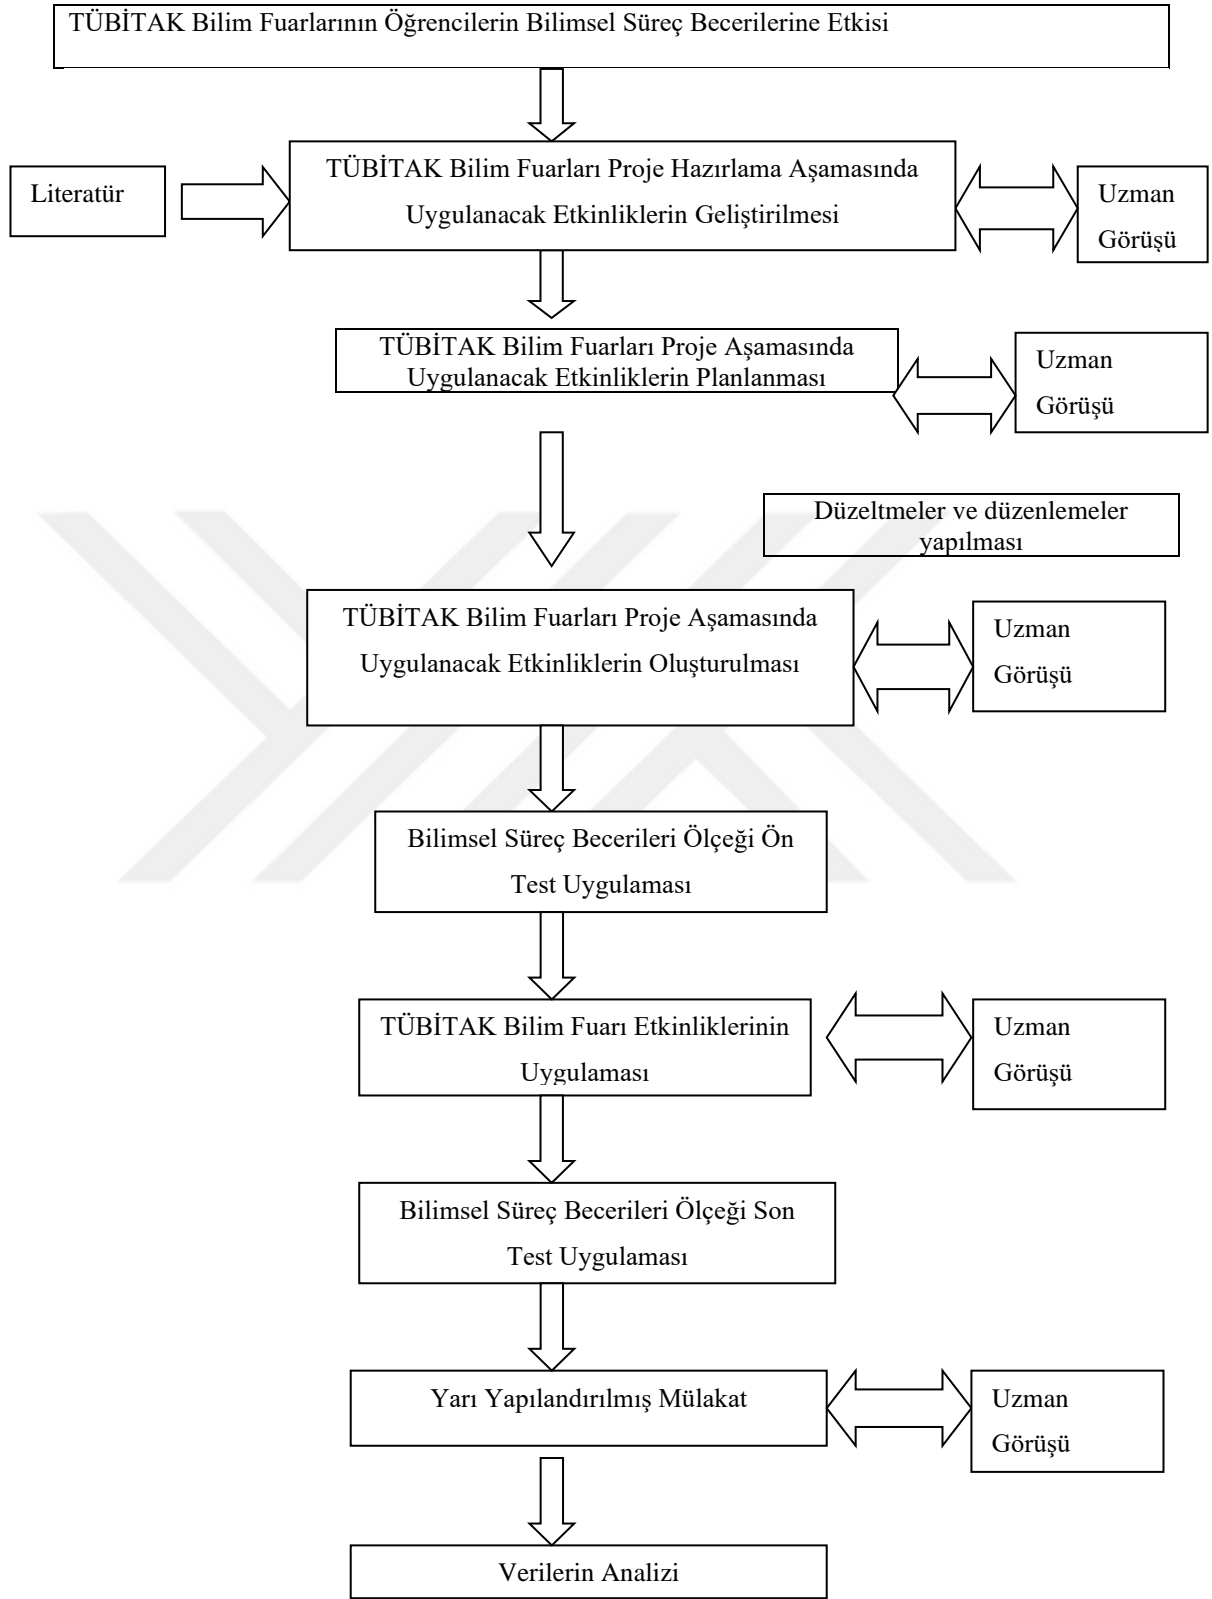 TÜBİTAK Bilim Fuarlarının Öğrencilerin Bilimsel Süreç Becerilerine Etkisi
Literatür
TÜBİTAK Bilim Fuarları Proje Hazırlama Aşamasında
Uygulanacak Etkinliklerin Geliştirilmesi
Uzman
Görüşü
TÜBİTAK Bilim Fuarları Proje Aşamasında
Uygulanacak Etkinliklerin Planlanması
Uzman
Görüşü
Düzeltmeler ve düzenlemeler
yapılması
TÜBİTAK Bilim Fuarları Proje Aşamasında
Uygulanacak Etkinliklerin Oluşturulması
Uzman
Görüşü
Bilimsel Süreç Becerileri Ölçeği Ön
Test Uygulaması
TÜBİTAK Bilim Fuarı Etkinliklerinin
Uygulaması
Uzman
Görüşü
Bilimsel Süreç Becerileri Ölçeği Son
Test Uygulaması
Yarı Yapılandırılmış Mülakat
Uzman
Görüşü
Verilerin Analizi